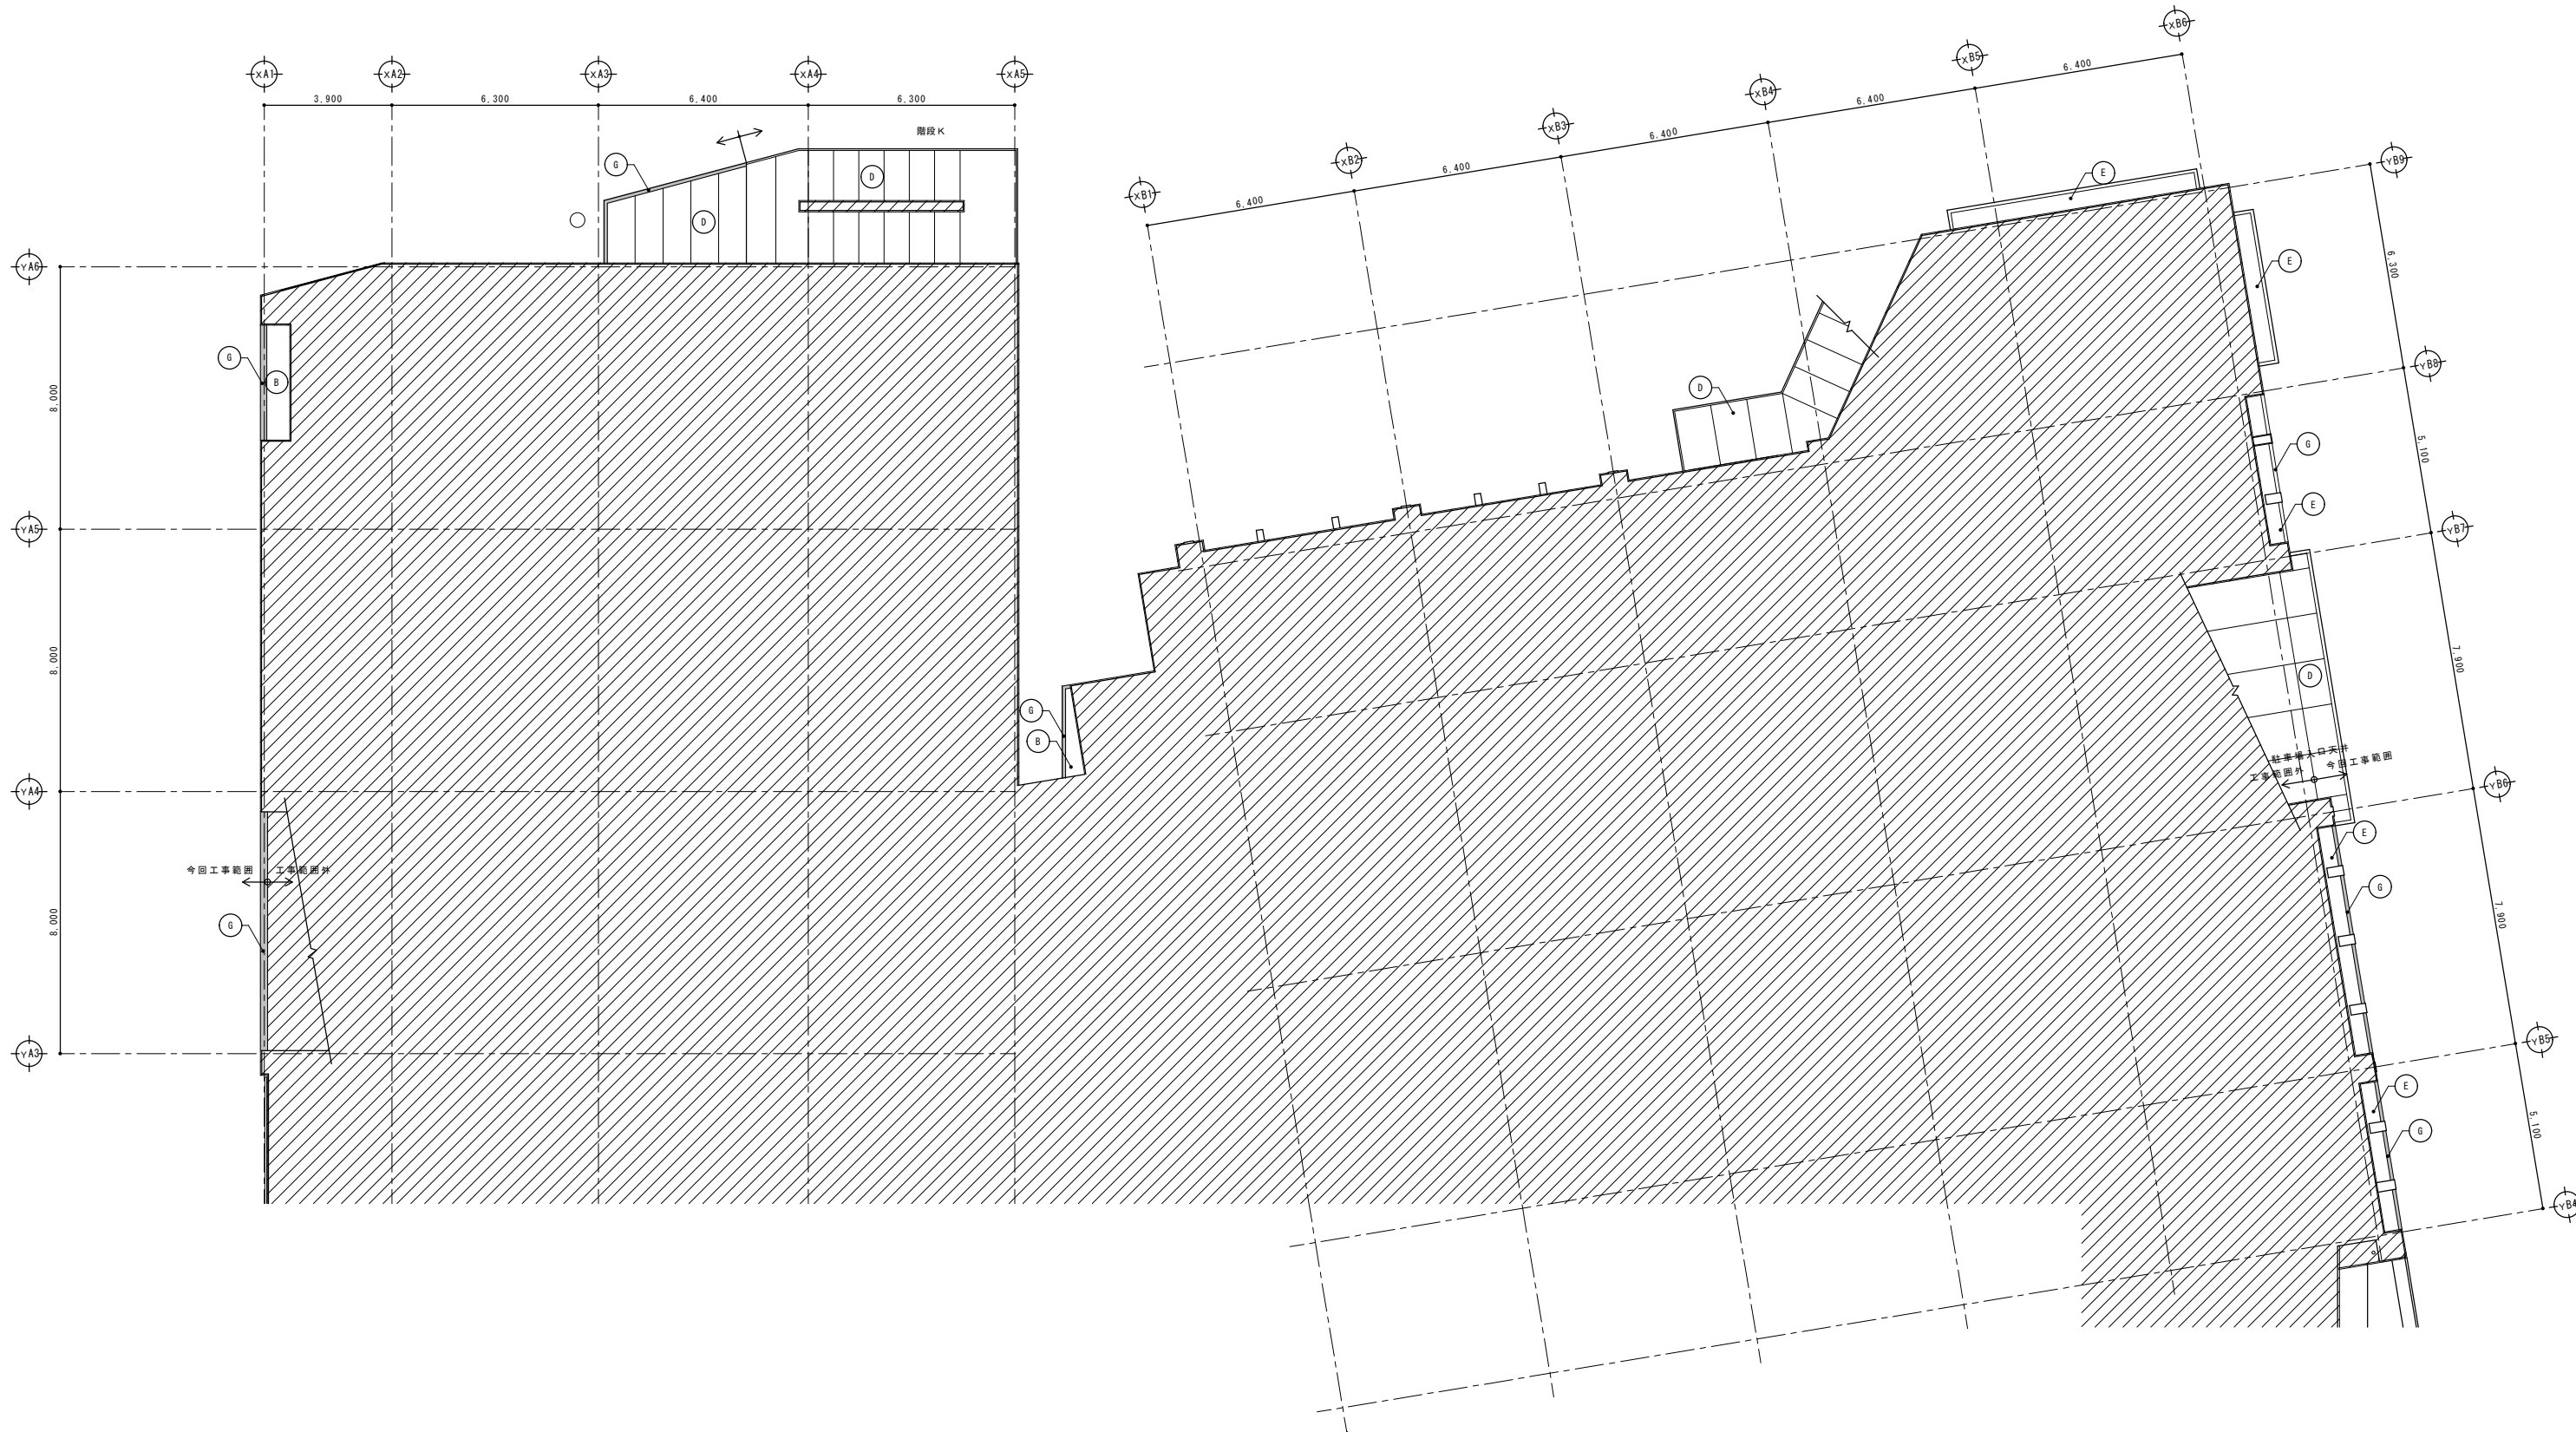 XA1
XA2
XA3
XA4
XA5
3,900
6,300
6,400
6,300
階段K
G
D
D
YA6
YA5
YA4
YA3
8,000
8,000
8,000
G
B
今回工事範囲
工事範囲外
G
G
B
XB1
XB2
XB3
XB4
XB5
XB6
6,400
6,400
6,400
6,400
6,400
YB9
YB8
YB7
YB6
YB5
YB4
6,300
5,100
7,900
7,900
5,100
E
E
D
G
E
D
駐車場入口天井
工事範囲外
今回工事範囲
E
G
E
G